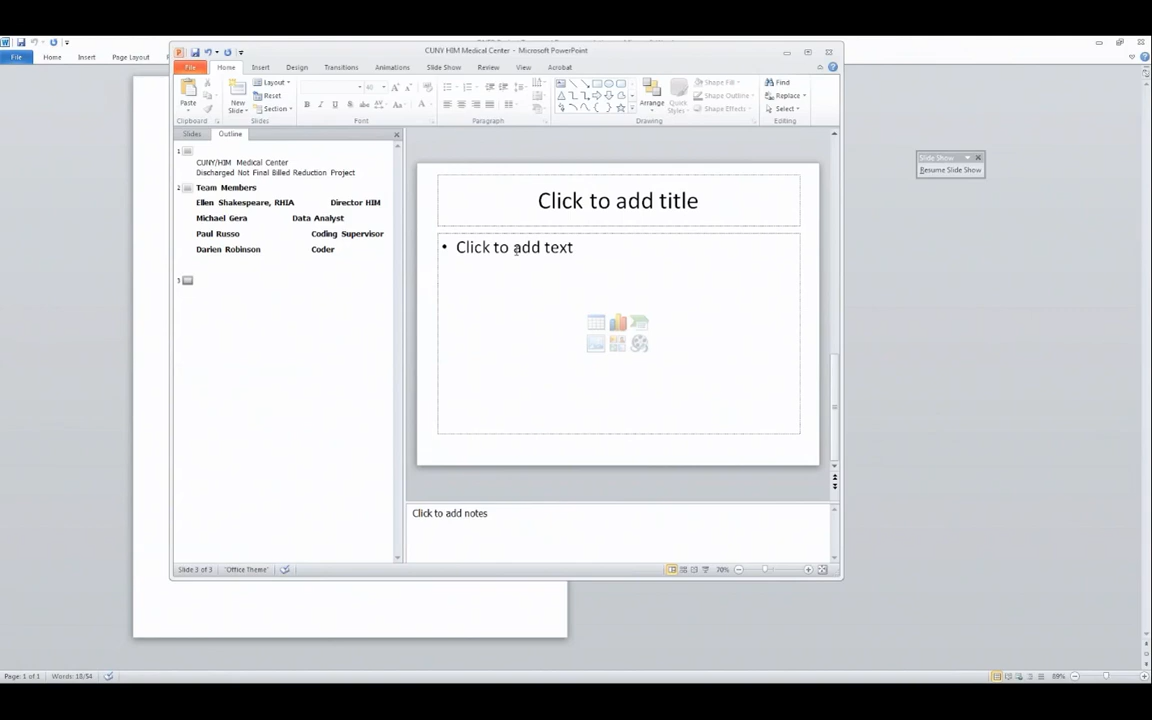 CUNY HIM Medical Center - Microsoft PowerPoint
File Home Insert Page Layout
File Home Insert Design Transitions Animations Slide Show Review View Acrobat
Paste
New Slide
Layout
Reset
Section
Arrange
Quick Styles
Shape Fill
Shape Outline
Shape Effects
Find
Replace
Select
Clipboard Slides Font Paragraph Drawing Editing
Slides Outline
1
CUNY/HIM Medical Center
Discharged Not Final Billed Reduction Project
2 Team Members
Ellen Shakespeare, RHIA Director HIM
Michael Gera Data Analyst
Paul Russo Coding Supervisor
Darien Robinson Coder
3
Click to add title
• Click to add text
Click to add notes
Slide Show
Resume Slide Show
Slide 3 of 3 "Office Theme" 70%
Page: 1 of 1 Words: 18/54 89%